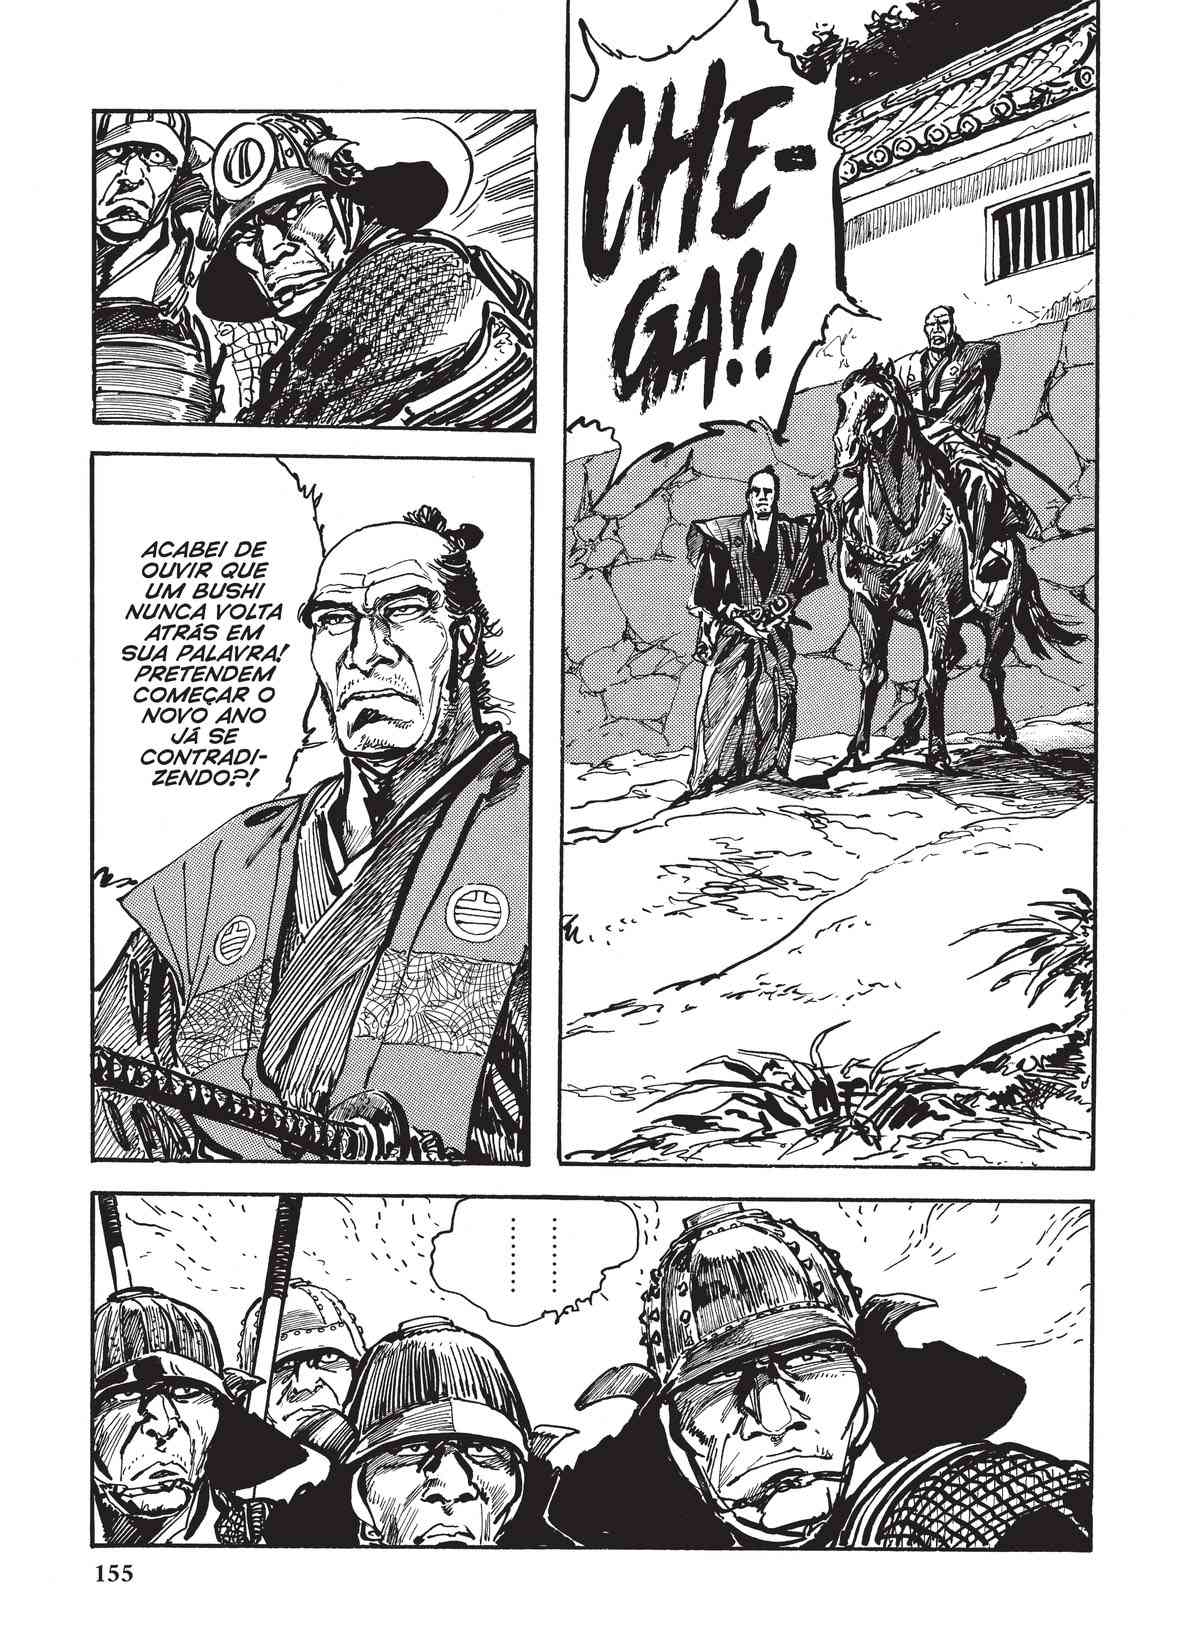 CHE-
GA!!
ACABEI DE
OUVIR QUE
UM BUSHI
NUNCA VOLTA
ATRÁS EM
SUA PALAVRA!
PRETENDEM
COMEÇAR O
NOVO ANO
JÁ SE
CONTRADI-
ZENDO?!
......
......
155